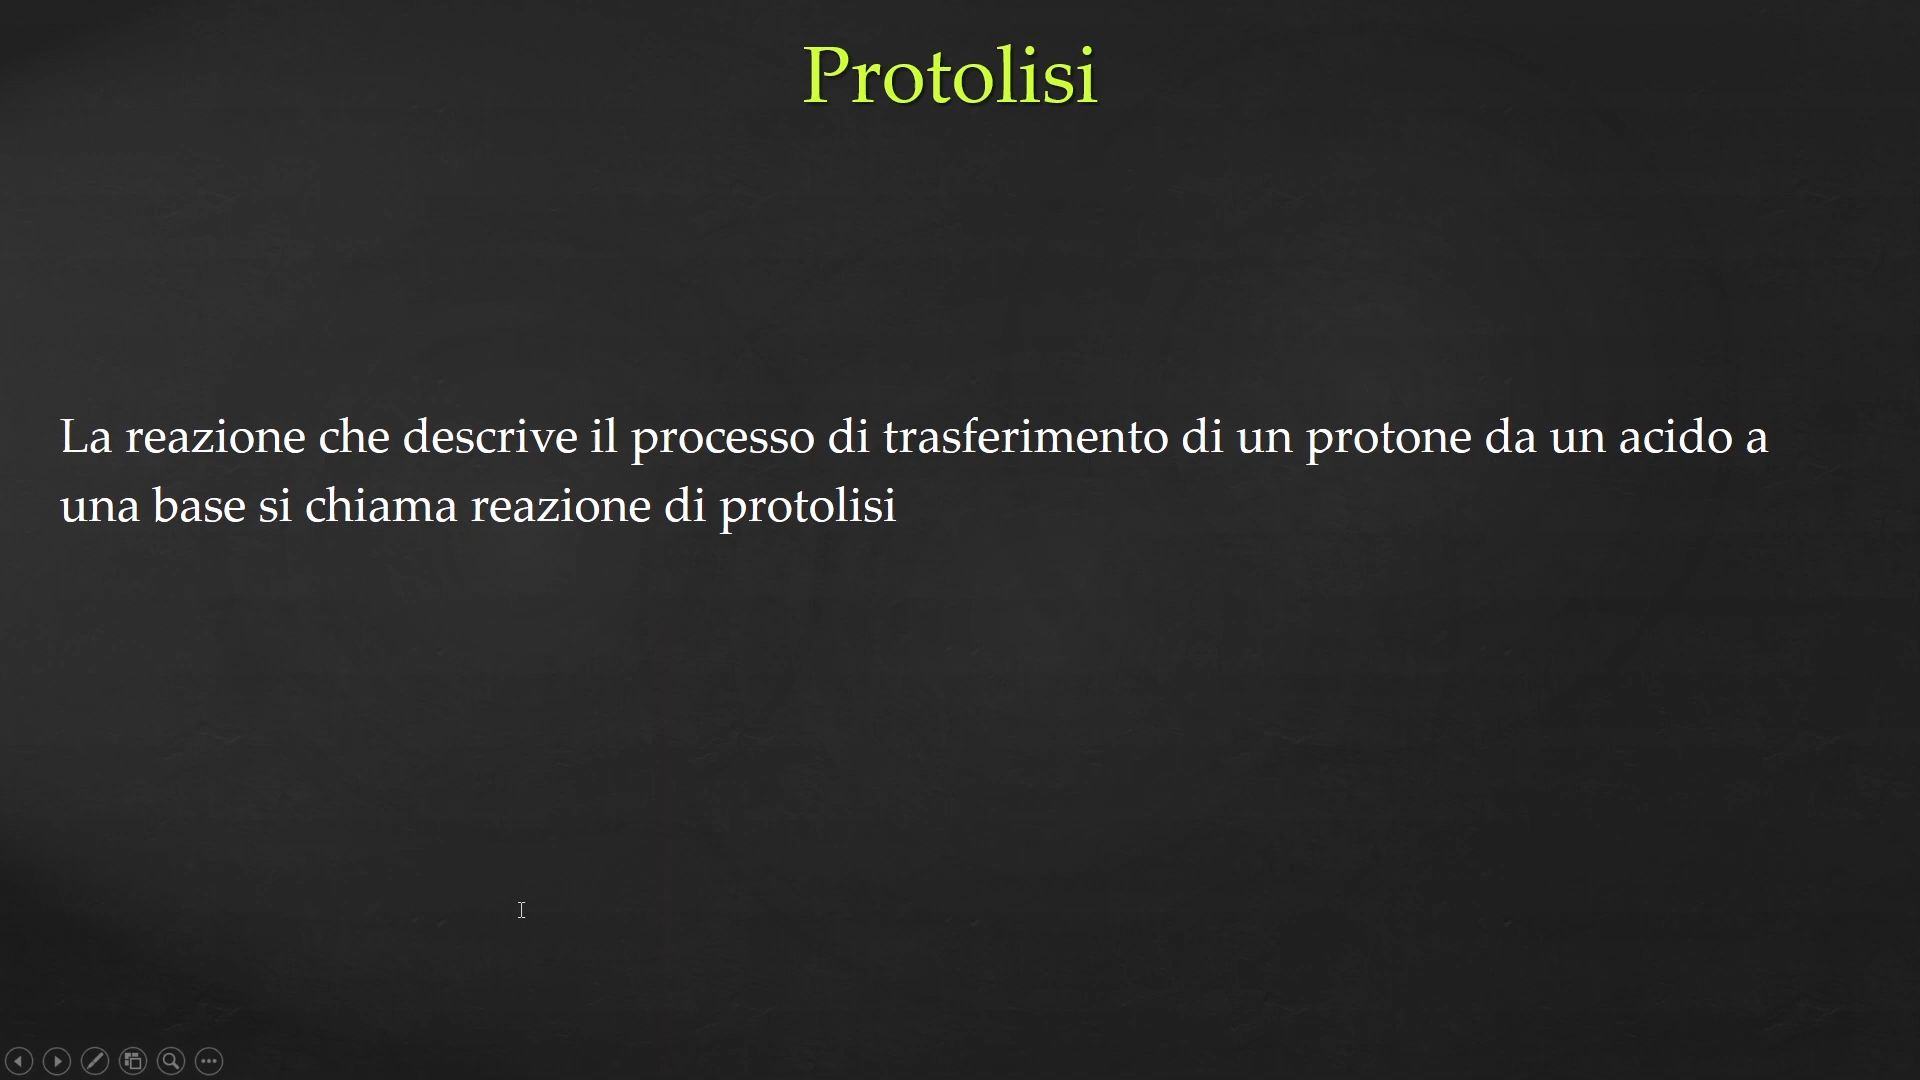 Protolisi
La reazione che descrive il processo di trasferimento di un protone da un acido a
una base si chiama reazione di protolisi